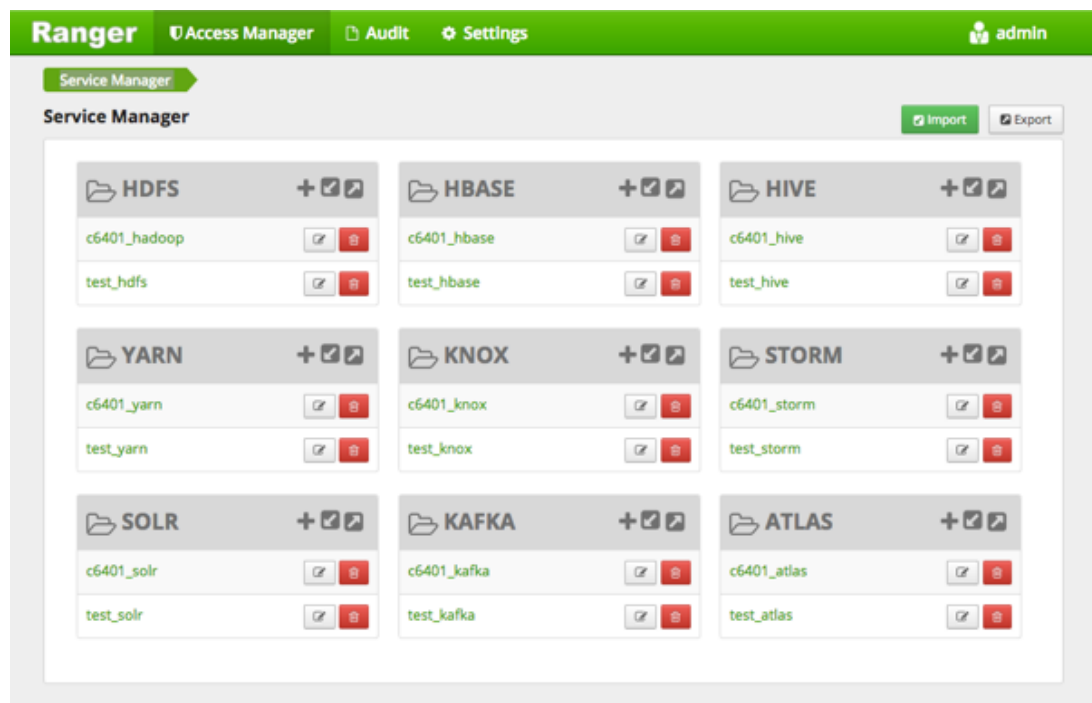 Ranger Access Manager Audit Settings admin
Service Manager
Service Manager Import Export
HDFS HBASE HIVE
c6401_hadoop c6401_hbase c6401_hive
test_hdfs test_hbase test_hive
YARN KNOX STORM
c6401_yarn c6401_knox c6401_storm
test_yarn test_knox test_storm
SOLR KAFKA ATLAS
c6401_solr c6401_kafka c6401_atlas
test_solr test_kafka test_atlas